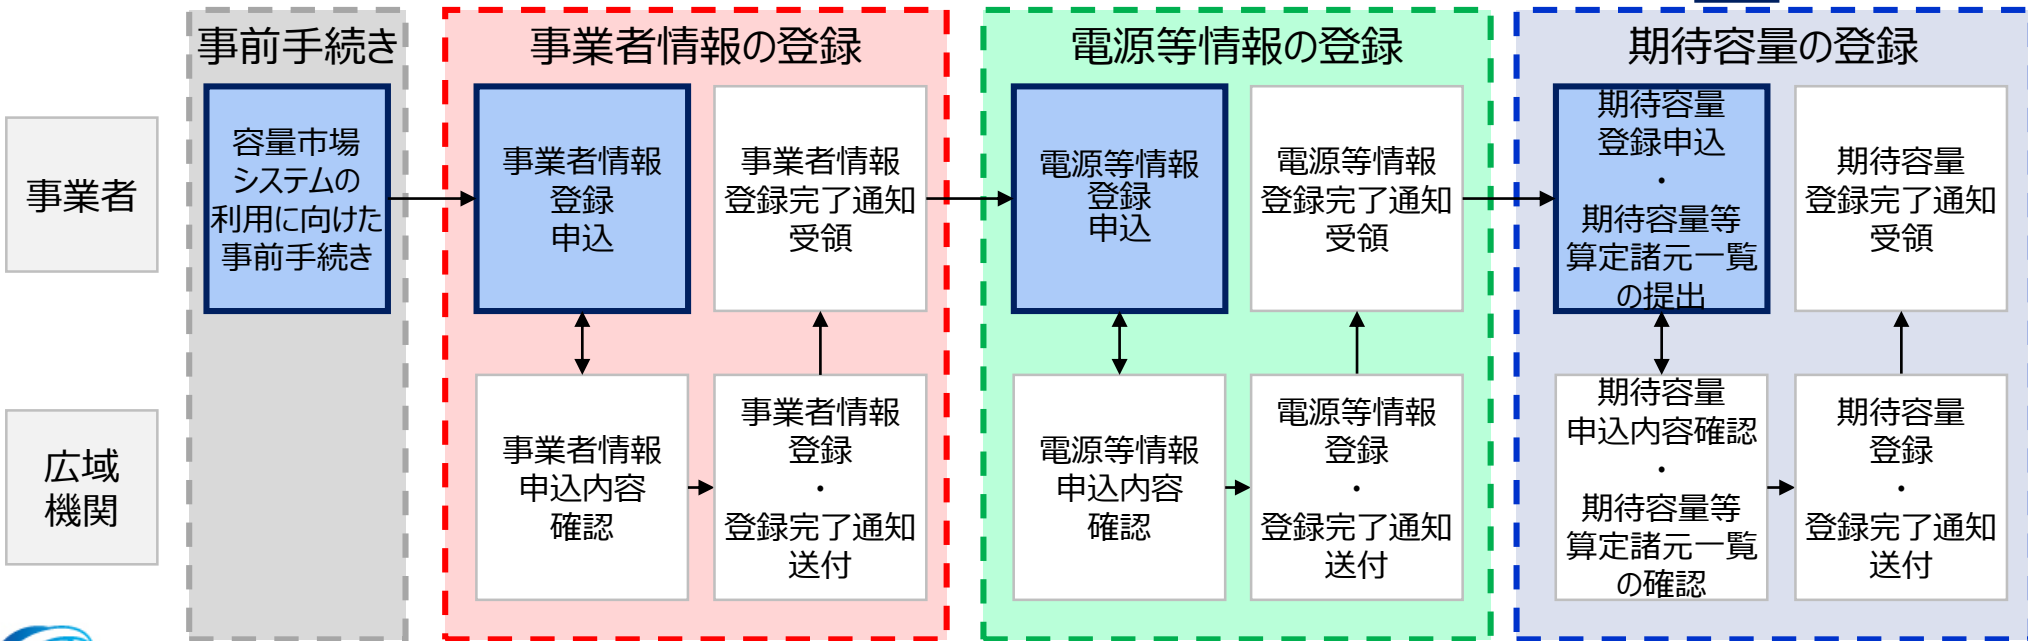 事前手続き
事業者情報の登録
電源等情報の登録
期待容量の登録
事業者
容量市場
システムの
利用に向けた
事前手続き
事業者情報
登録
申込
事業者情報
登録完了通知
受領
電源等情報
登録
申込
電源等情報
登録完了通知
受領
期待容量
登録申込
・
期待容量等
算定諸元一覧
の提出
期待容量
登録完了通知
受領
広域
機関
事業者情報
申込内容
確認
事業者情報
登録
・
登録完了通知
送付
電源等情報
申込内容
確認
電源等情報
登録
・
登録完了通知
送付
期待容量
申込内容確認
・
期待容量等
算定諸元一覧
の確認
期待容量
登録
・
登録完了通知
送付